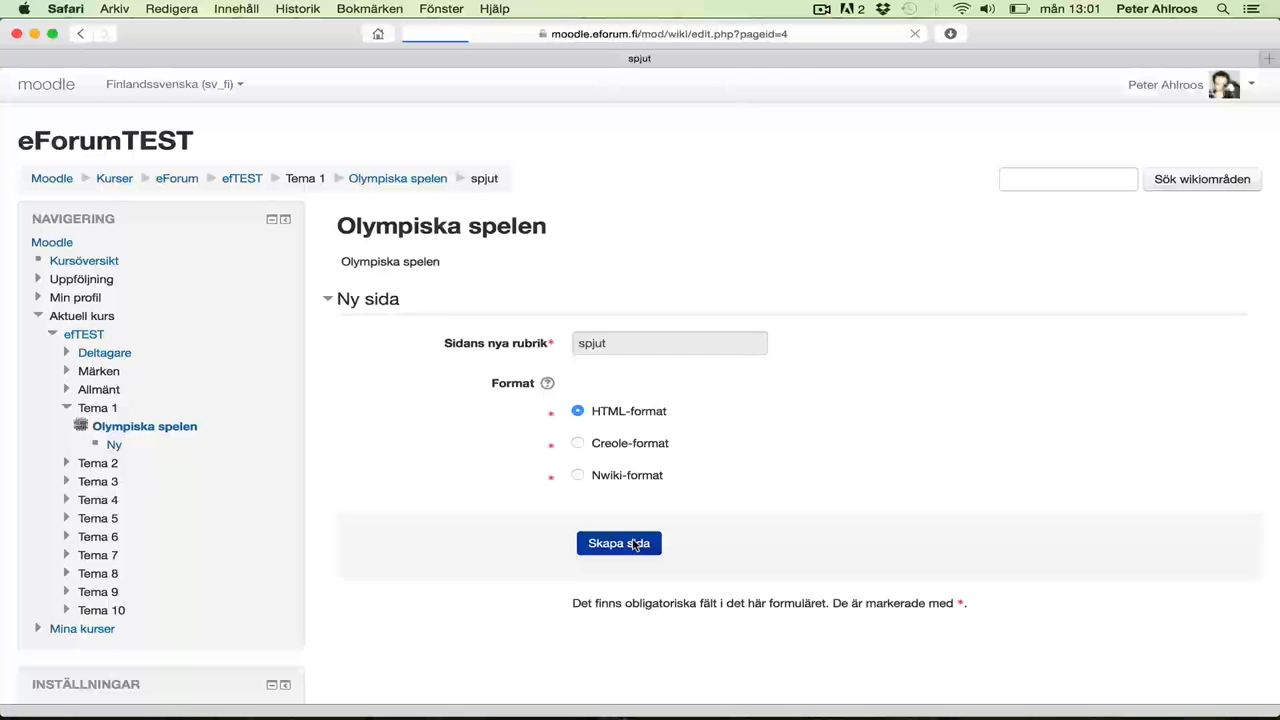 Safari Arkiv Redigera Innehåll Historik Bokmärken Fönster Hjälp 2 mån 13:01 Peter Ahlroos
moodle.eforum.fi/mod/wiki/edit.php?pageid=4
spjut
moodle Finlandssvenska (sv_fi) Peter Ahlroos
eForumTEST
Moodle Kurser eForum efTEST Tema 1 Olympiska spelen spjut Sök wikiområden
NAVIGERING
Moodle
Kursöversikt
Uppföljning
Min profil
Aktuell kurs
efTEST
Deltagare
Märken
Allmänt
Tema 1
Olympiska spelen
Ny
Tema 2
Tema 3
Tema 4
Tema 5
Tema 6
Tema 7
Tema 8
Tema 9
Tema 10
Mina kurser
INSTÄLLNINGAR
Olympiska spelen
Olympiska spelen
Ny sida
Sidans nya rubrik* spjut
Format ?
* HTML-format
* Creole-format
* Nwiki-format
Skapa sida
Det finns obligatoriska fält i det här formuläret. De är markerade med *.